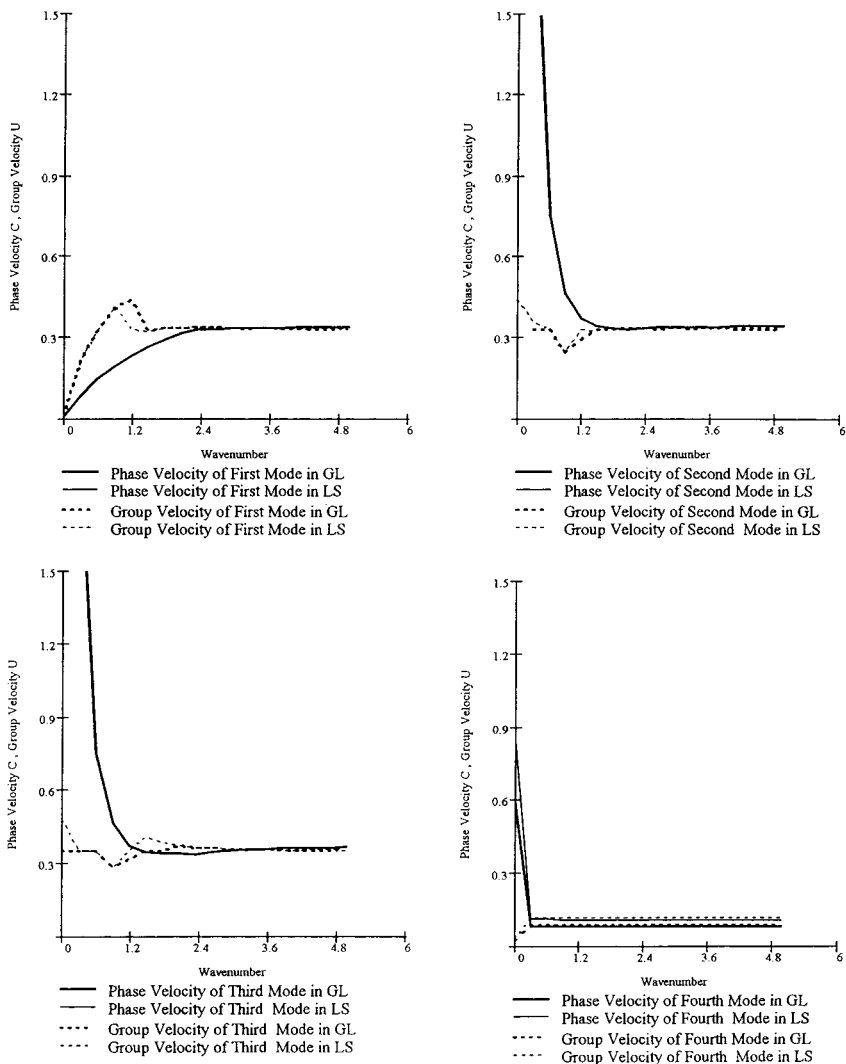 1.5
1.2
0.9
0.6
0.3
Phase Velocity C , Group Velocity U
0 1.2 2.4 3.6 4.8 6
Wavenumber
Phase Velocity of First Mode in GL
Phase Velocity of First Mode in LS
Group Velocity of First Mode in GL
Group Velocity of First Mode in LS
1.5
1.2
0.9
0.6
0.3
Phase Velocity C , Group Velocity U
0 1.2 2.4 3.6 4.8 6
Wavenumber
Phase Velocity of Second Mode in GL
Phase Velocity of Second Mode in LS
Group Velocity of Second Mode in GL
Group Velocity of Second Mode in LS
1.5
1.2
0.9
0.6
0.3
Phase Velocity C , Group Velocity U
0 1.2 2.4 3.6 4.8 6
Wavenumber
Phase Velocity of Third Mode in GL
Phase Velocity of Third Mode in LS
Group Velocity of Third Mode in GL
Group Velocity of Third Mode in LS
1.5
1.2
0.9
0.6
0.3
Phase Velocity C , Group Velocity U
0 1.2 2.4 3.6 4.8 6
Wavenumber
Phase Velocity of Fourth Mode in GL
Phase Velocity of Fourth Mode in LS
Group Velocity of Fourth Mode in GL
Group Velocity of Fourth Mode in LS